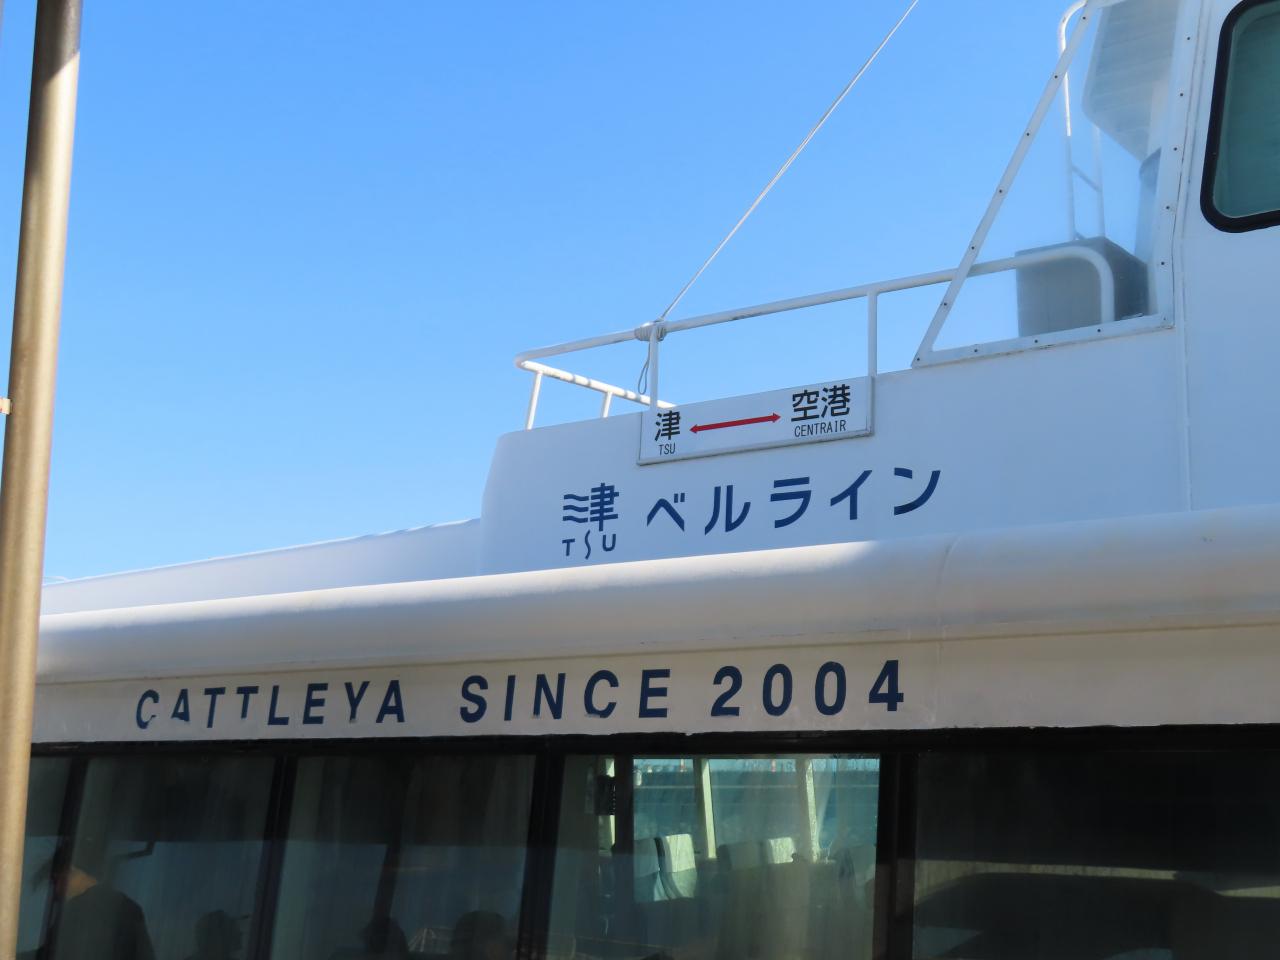 津 ↔ 空港
TSU CENTRAIR
津 ベルライン
TSU
CATTLEYA SINCE 2004